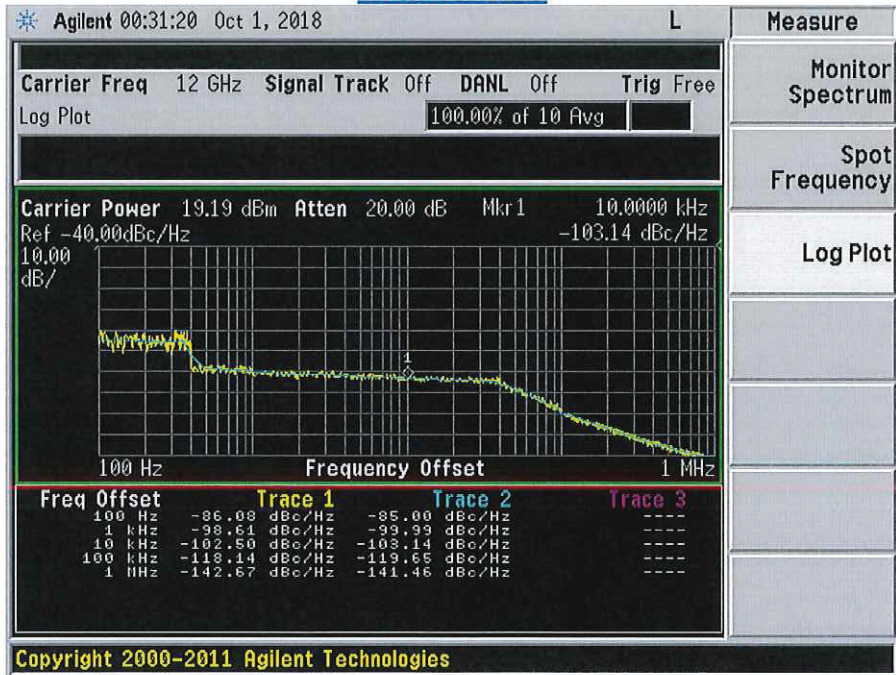 Agilent 00:31:20 Oct 1, 2018 L
Measure
Monitor
Spectrum
Spot
Frequency
Log Plot
Carrier Freq 12 GHz Signal Track Off DANL Off Trig Free
Log Plot
100.00% of 10 Avg
Carrier Power 19.19 dBm Atten 20.00 dB Mkr1 10.0000 kHz
Ref -40.00dBc/Hz -103.14 dBc/Hz
10.00
dB/
1
100 Hz Frequency Offset 1 MHz
Freq Offset Trace 1 Trace 2 Trace 3
100 Hz -86.08 dBc/Hz -85.00 dBc/Hz ----
1 kHz -98.61 dBc/Hz -99.99 dBc/Hz ----
10 kHz -102.50 dBc/Hz -103.14 dBc/Hz ----
100 kHz -118.14 dBc/Hz -119.65 dBc/Hz ----
1 MHz -142.67 dBc/Hz -141.46 dBc/Hz ----
Copyright 2000-2011 Agilent Technologies